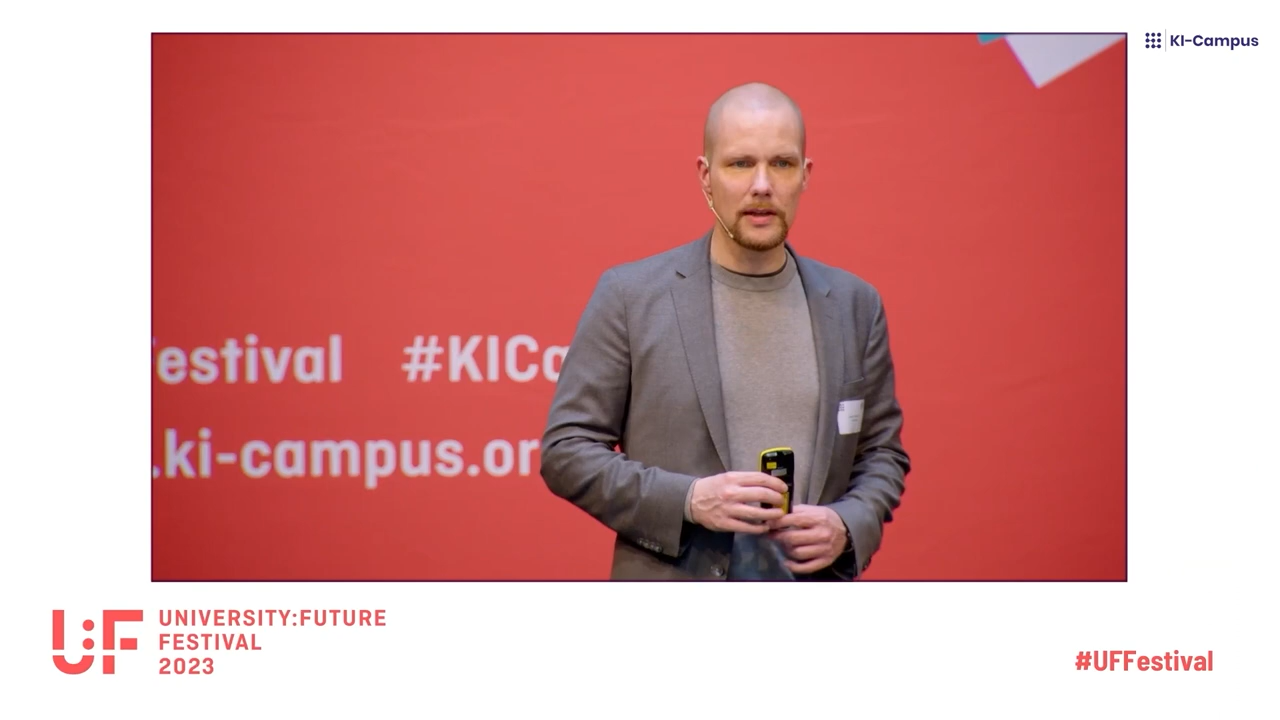 KI-Campus
estival #KICa
.ki-campus.or
UNIVERSITY:FUTURE
FESTIVAL
2023
#UFFestival
U:F